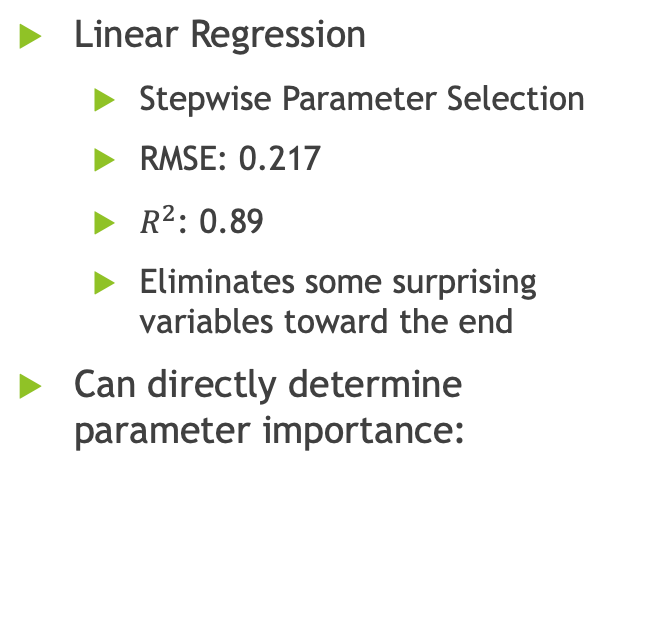 Linear Regression
Stepwise Parameter Selection
RMSE: 0.217
R²: 0.89
Eliminates some surprising
variables toward the end
Can directly determine
parameter importance: